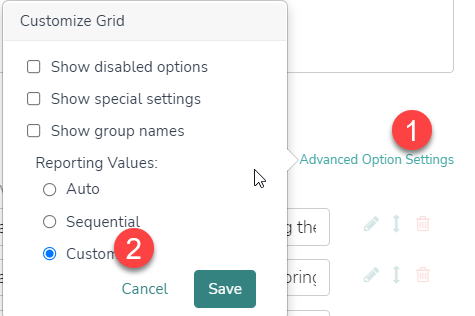 Customize Grid
Show disabled options
Show special settings
Show group names
1
Advanced Option Settings
Reporting Values:
Auto
Sequential
g the
Custom
2
oring
Cancel
Save